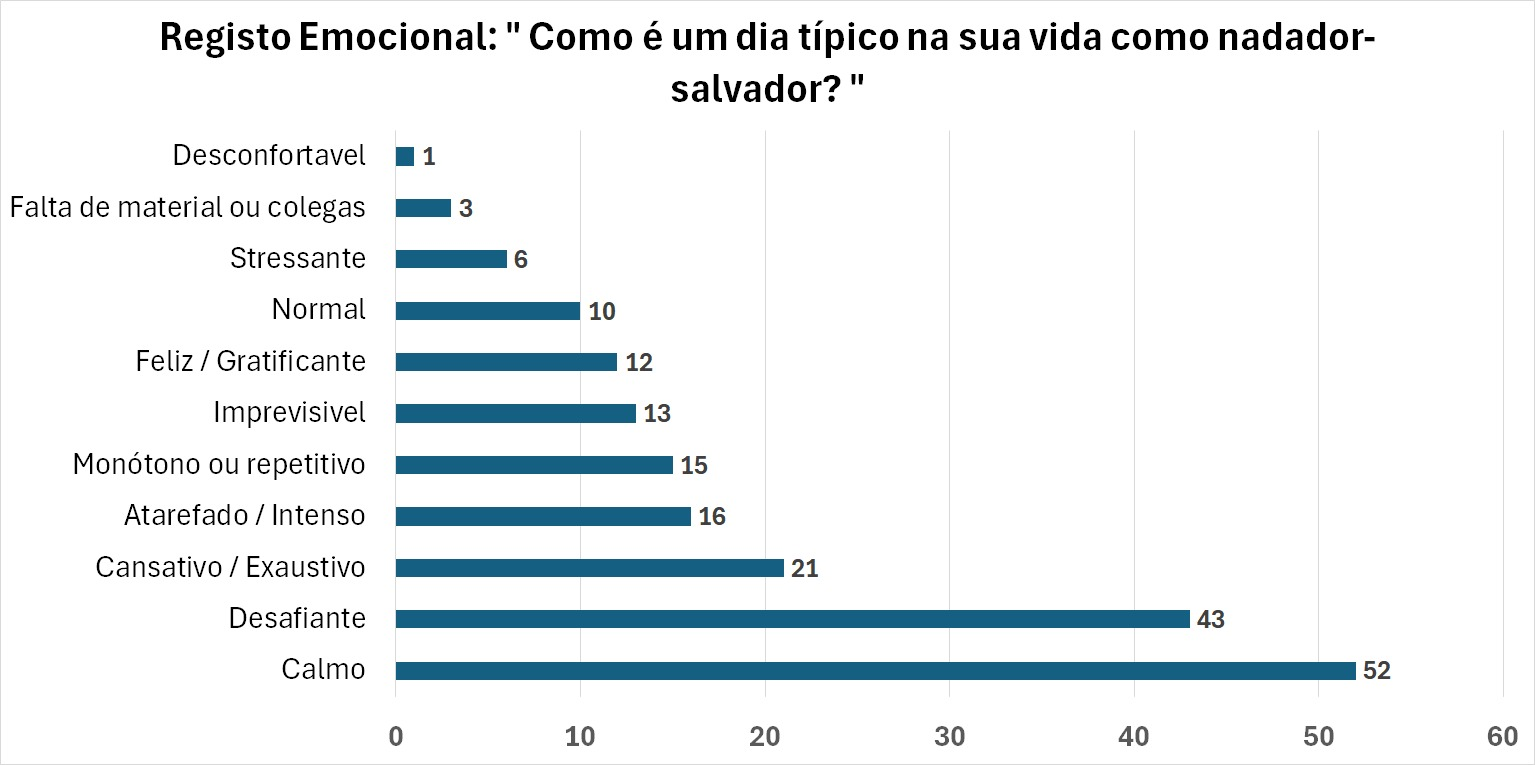 Registo Emocional: " Como é um dia típico na sua vida como nadador-
salvador? "
Desconfortavel 1
Falta de material ou colegas 3
Stressante 6
Normal 10
Feliz / Gratificante 12
Imprevisivel 13
Monótono ou repetitivo 15
Atarefado / Intenso 16
Cansativo / Exaustivo 21
Desafiante 43
Calmo 52
0 10 20 30 40 50 60